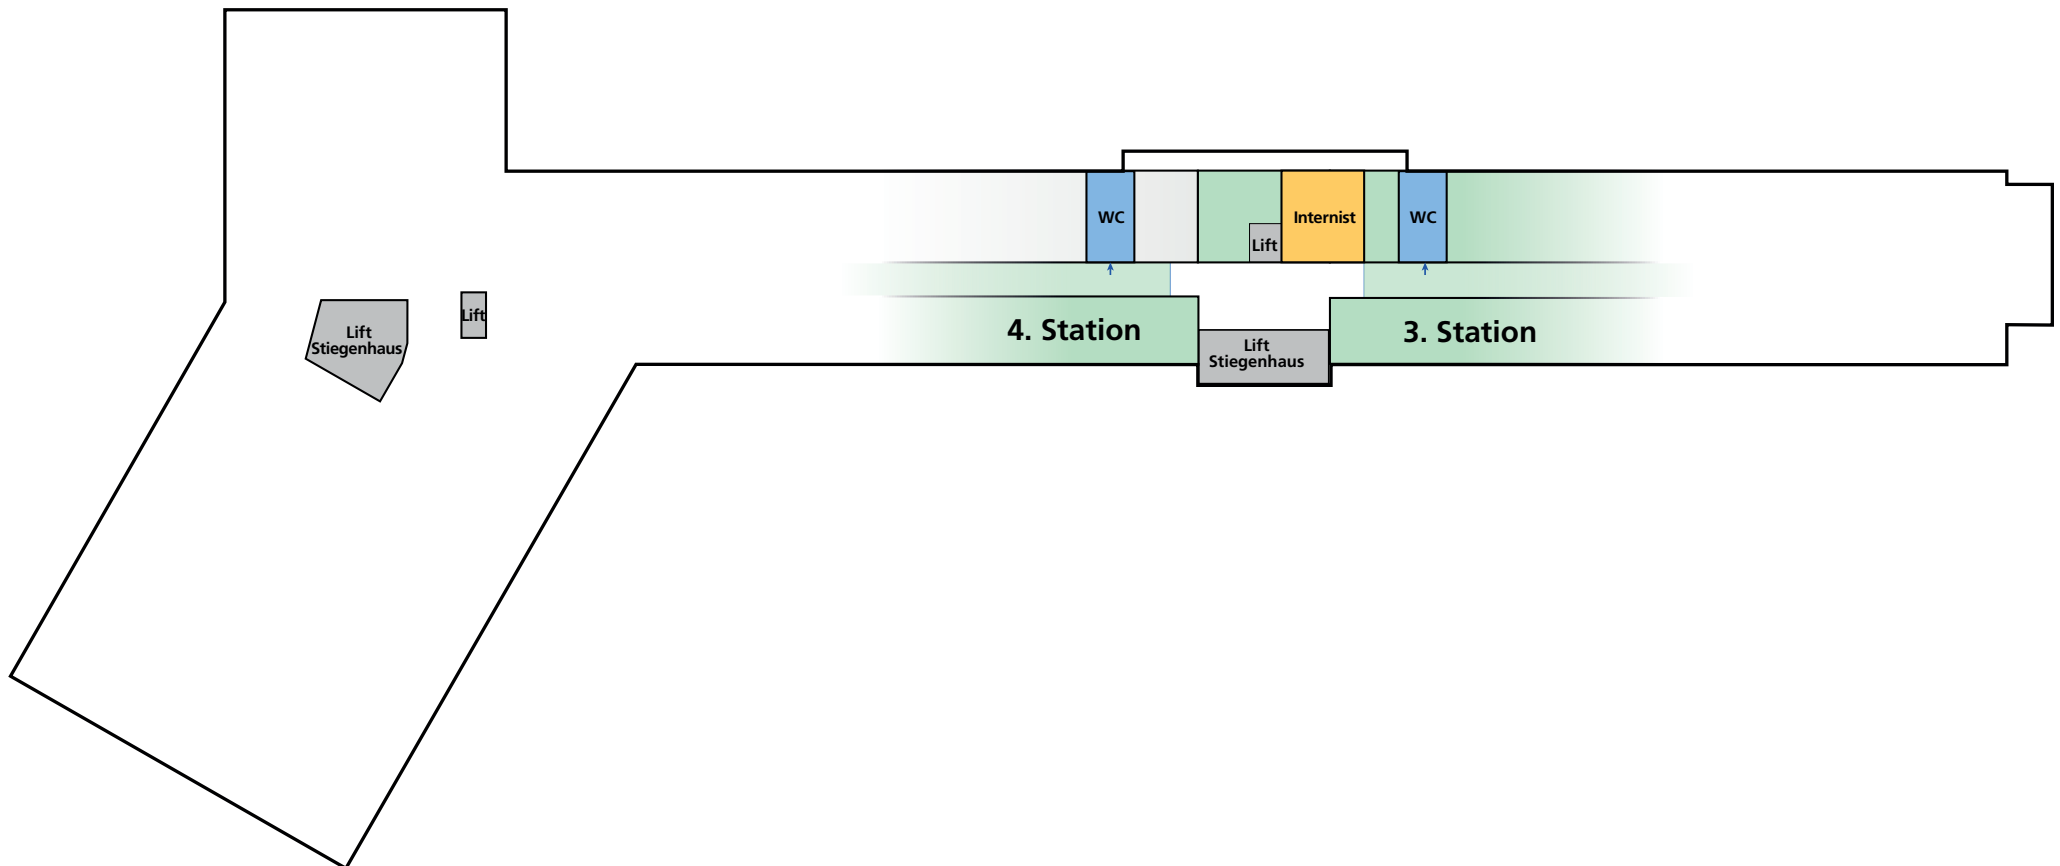 WC
Internist
WC
Lift
Lift
Lift
Stiegenhaus
4. Station
3. Station
Lift
Stiegenhaus